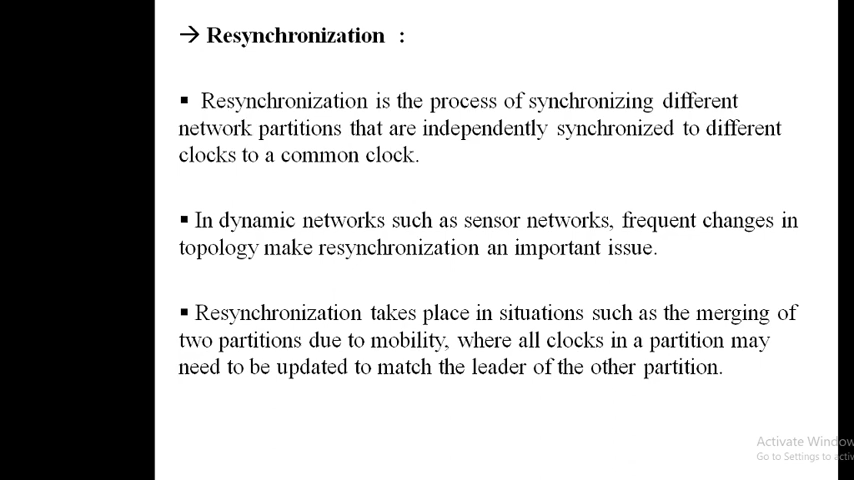 → Resynchronization :
▪ Resynchronization is the process of synchronizing different
network partitions that are independently synchronized to different
clocks to a common clock.
▪ In dynamic networks such as sensor networks, frequent changes in
topology make resynchronization an important issue.
▪ Resynchronization takes place in situations such as the merging of
two partitions due to mobility, where all clocks in a partition may
need to be updated to match the leader of the other partition.
Activate Window
Go to Settings to activ